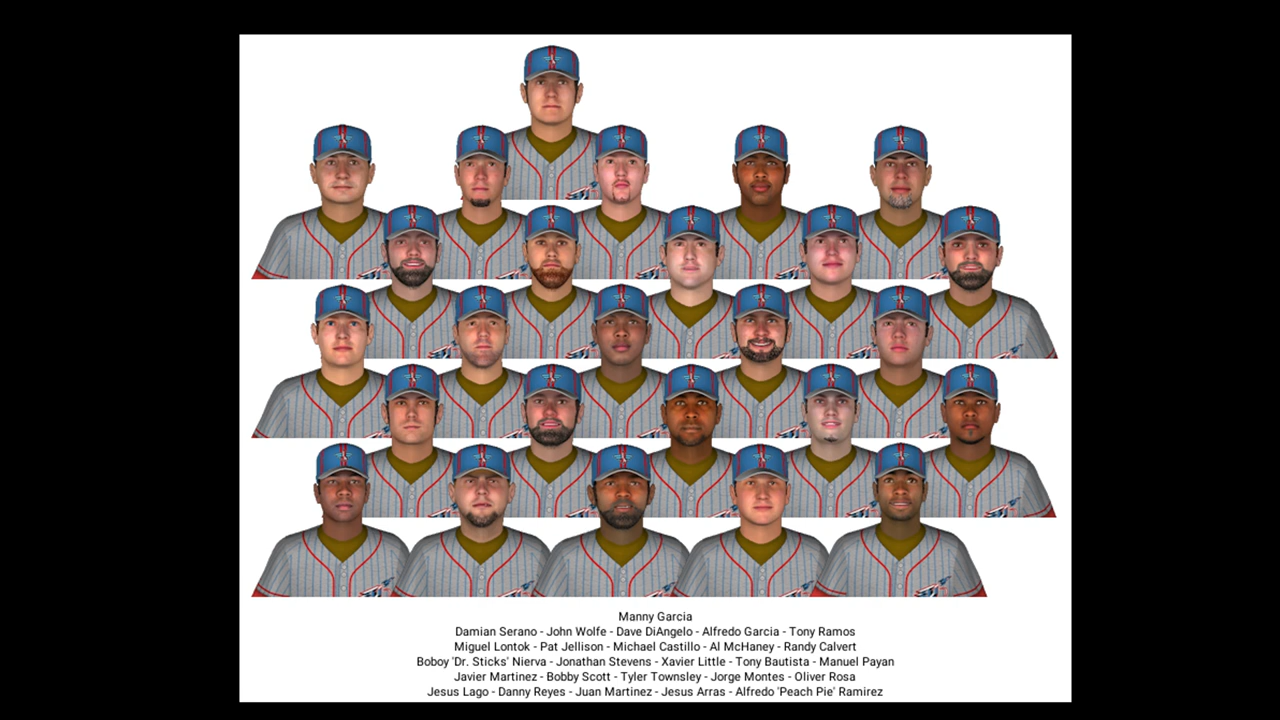 Manny Garcia
Damian Serano - John Wolfe - Dave DiAngelo - Alfredo Garcia - Tony Ramos
Miguel Lontok - Pat Jellison - Michael Castillo - Al McHaney - Randy Calvert
Boboy 'Dr. Sticks' Nierva - Jonathan Stevens - Xavier Little - Tony Bautista - Manuel Payan
Javier Martinez - Bobby Scott - Tyler Townsley - Jorge Montes - Oliver Rosa
Jesus Lago - Danny Reyes - Juan Martinez - Jesus Arras - Alfredo 'Peach Pie' Ramirez